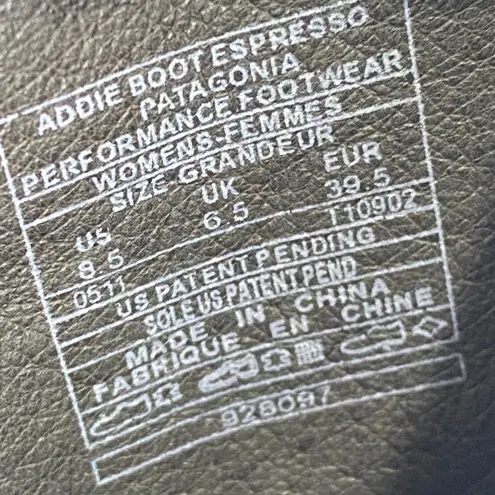 ADDIE BOOT ESPRESSO
PATAGONIA
PERFORMANCE FOOTWEAR
WOMENS-FEMMES
SIZE GRANDEUR
US UK EUR
8.5 6.5 39.5
0511 T10902
US PATENT PENDING
SOLE US PATENT PEND
MADE IN CHINA
FABRIQUE EN CHINE
928097